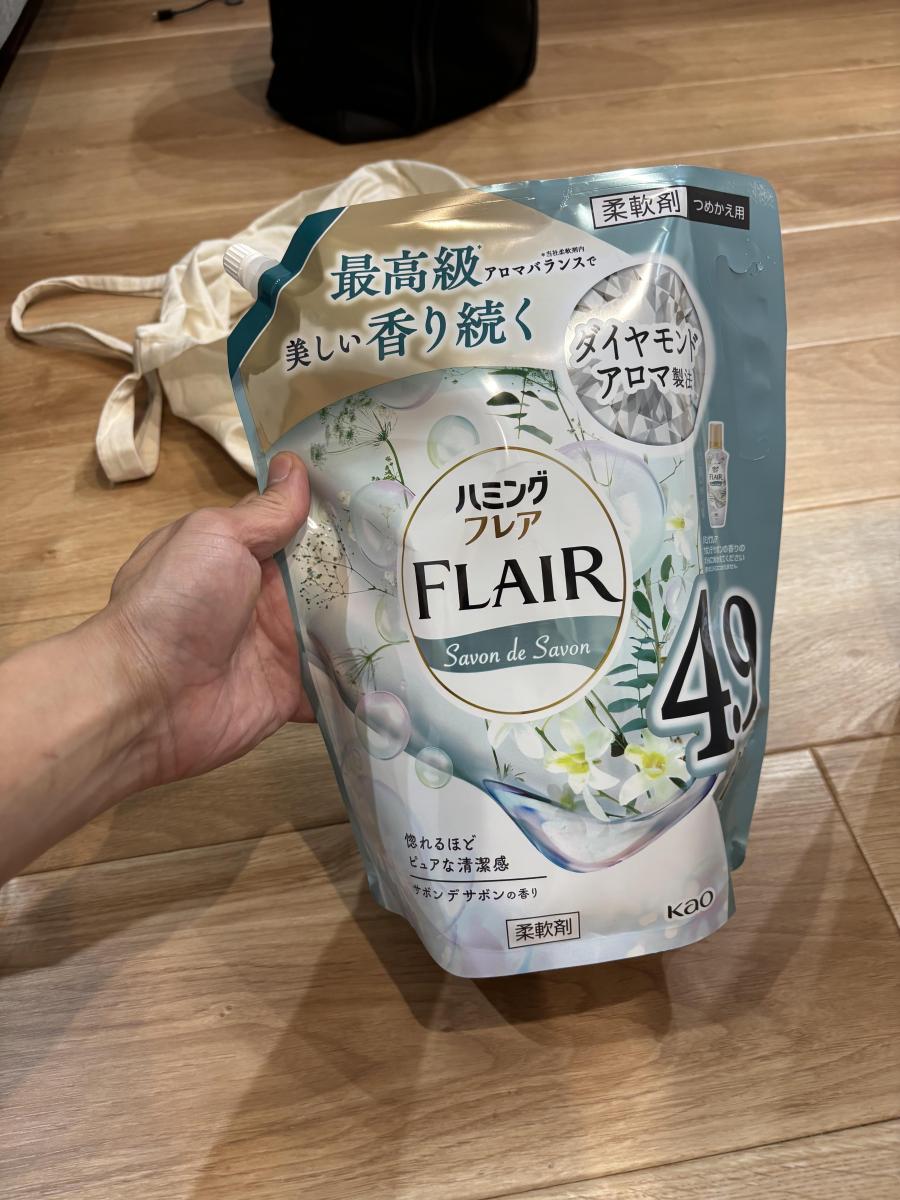 柔軟剤 つめかえ用
*当社柔軟剤内
最高級*アロマバランスで
美しい香り続く
ダイヤモンド
アロマ製法
ハミング
フレア
FLAIR
Savon de Savon
FLAIR
4.9
惚れるほど
ピュアな清潔感
サボン デ サボンの香り
柔軟剤
Kao